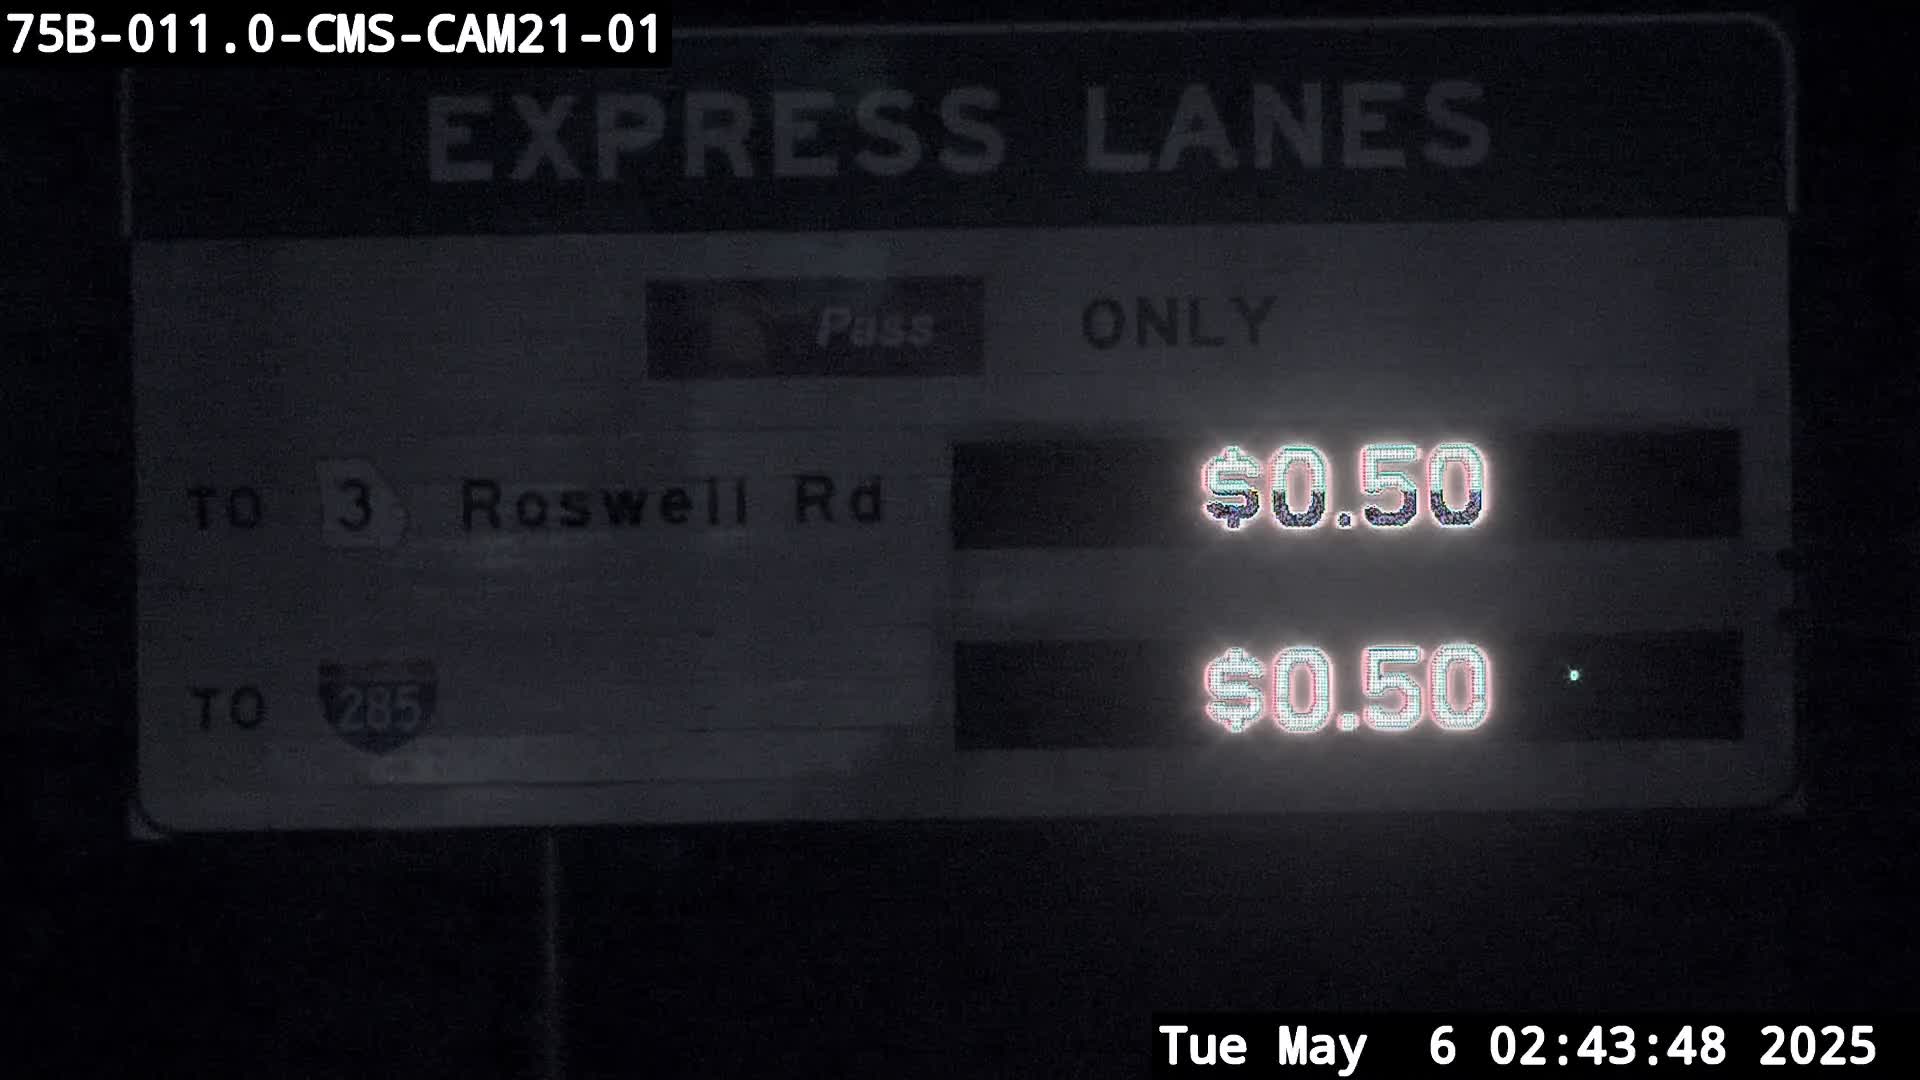 75B-011.0-CMS-CAM21-01
EXPRESS LANES
Pass ONLY
TO 3 Roswell Rd $0.50
TO 285 $0.50
Tue May 6 02:43:48 2025